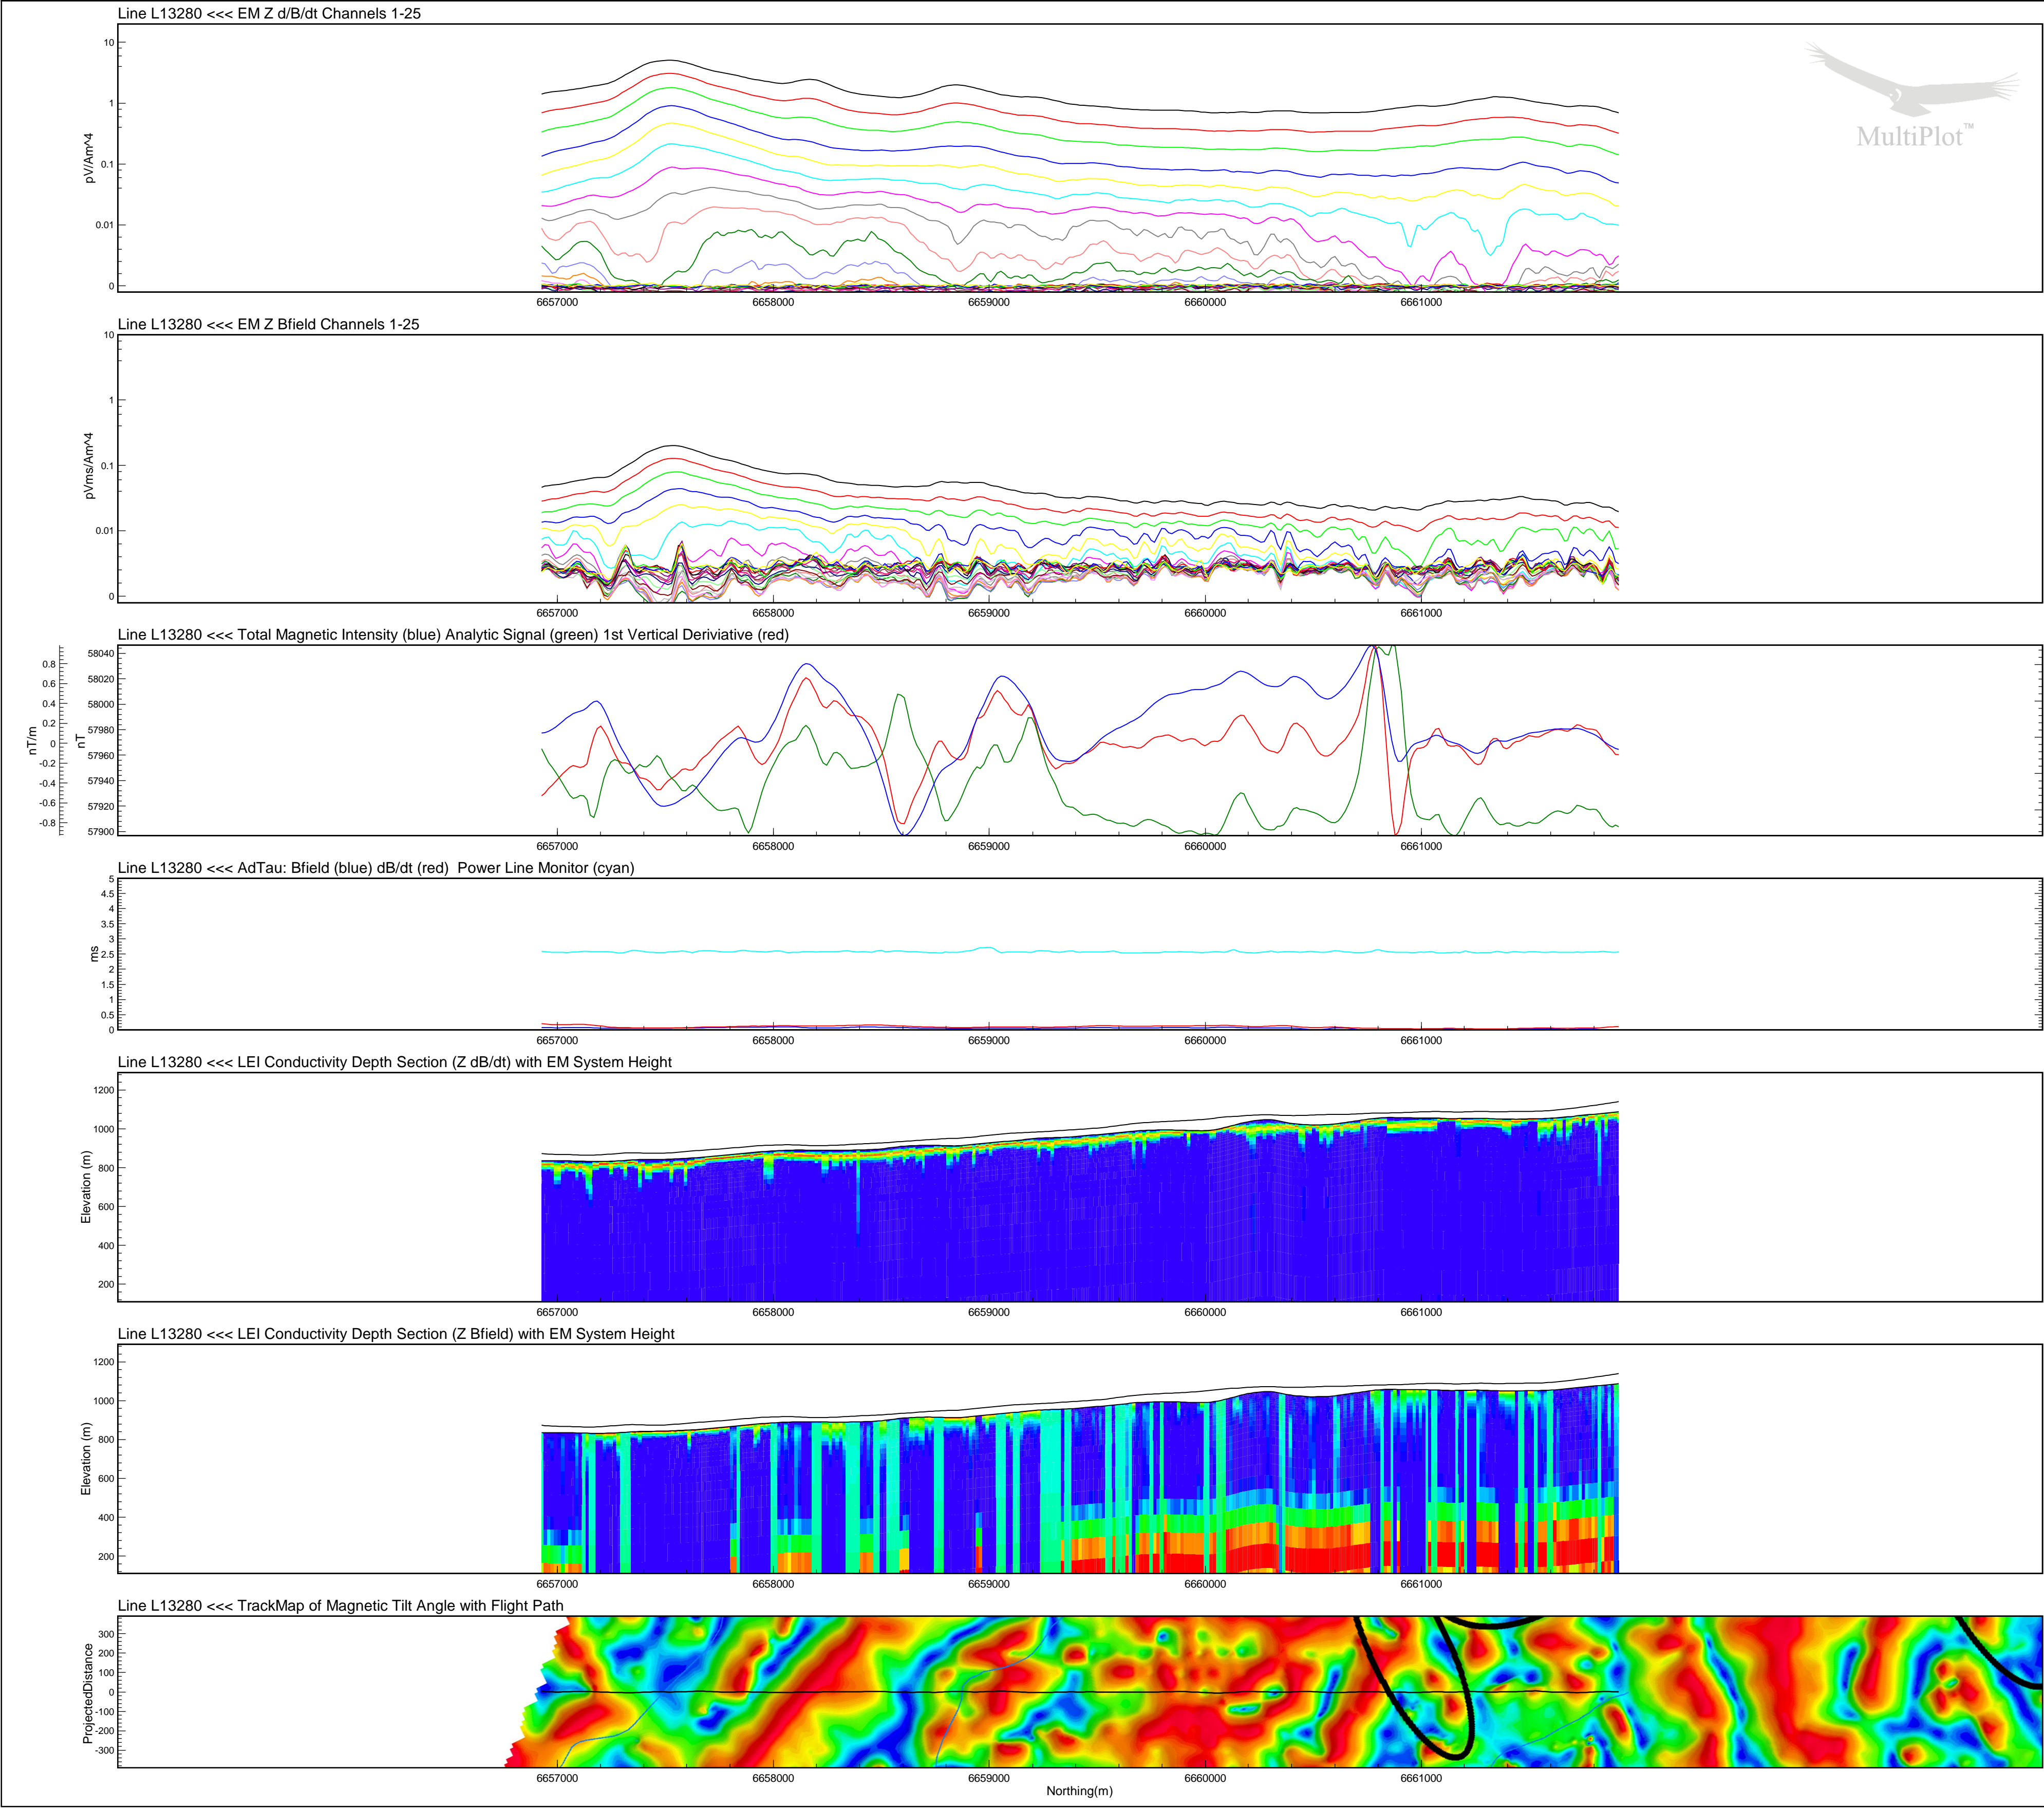 Line L13280 <<< EM Z d/B/dt Channels 1-25
10
1
0.1
0.01
0
pV/Am^4
MultiPlot™
6657000 6658000 6659000 6660000 6661000
Line L13280 <<< EM Z Bfield Channels 1-25
10
1
0.1
0.01
0
pVms/Am^4
6657000 6658000 6659000 6660000 6661000
Line L13280 <<< Total Magnetic Intensity (blue) Analytic Signal (green) 1st Vertical Deriviative (red)
0.8
0.6
0.4
0.2
0
-0.2
-0.4
-0.6
-0.8
nT/m
58040
58020
58000
57980
57960
57940
57920
57900
nT
6657000 6658000 6659000 6660000 6661000
Line L13280 <<< AdTau: Bfield (blue) dB/dt (red) Power Line Monitor (cyan)
5
4.5
4
3.5
3
2.5
2
1.5
1
0.5
0
ms
6657000 6658000 6659000 6660000 6661000
Line L13280 <<< LEI Conductivity Depth Section (Z dB/dt) with EM System Height
1200
1000
800
600
400
200
Elevation (m)
6657000 6658000 6659000 6660000 6661000
Line L13280 <<< LEI Conductivity Depth Section (Z Bfield) with EM System Height
1200
1000
800
600
400
200
Elevation (m)
6657000 6658000 6659000 6660000 6661000
Line L13280 <<< TrackMap of Magnetic Tilt Angle with Flight Path
300
200
100
0
-100
-200
-300
ProjectedDistance
6657000 6658000 6659000 6660000 6661000
Northing(m)